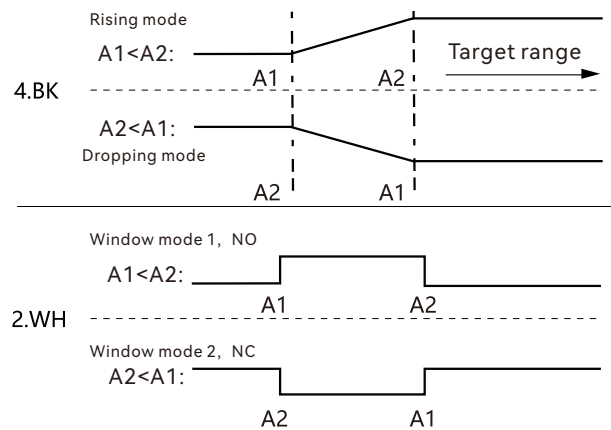 Rising mode
A1<A2:
Target range
A1 A2
4.BK
A2<A1:
Dropping mode
A2 A1
Window mode 1, NO
A1<A2:
A1 A2
2.WH
Window mode 2, NC
A2<A1:
A2 A1